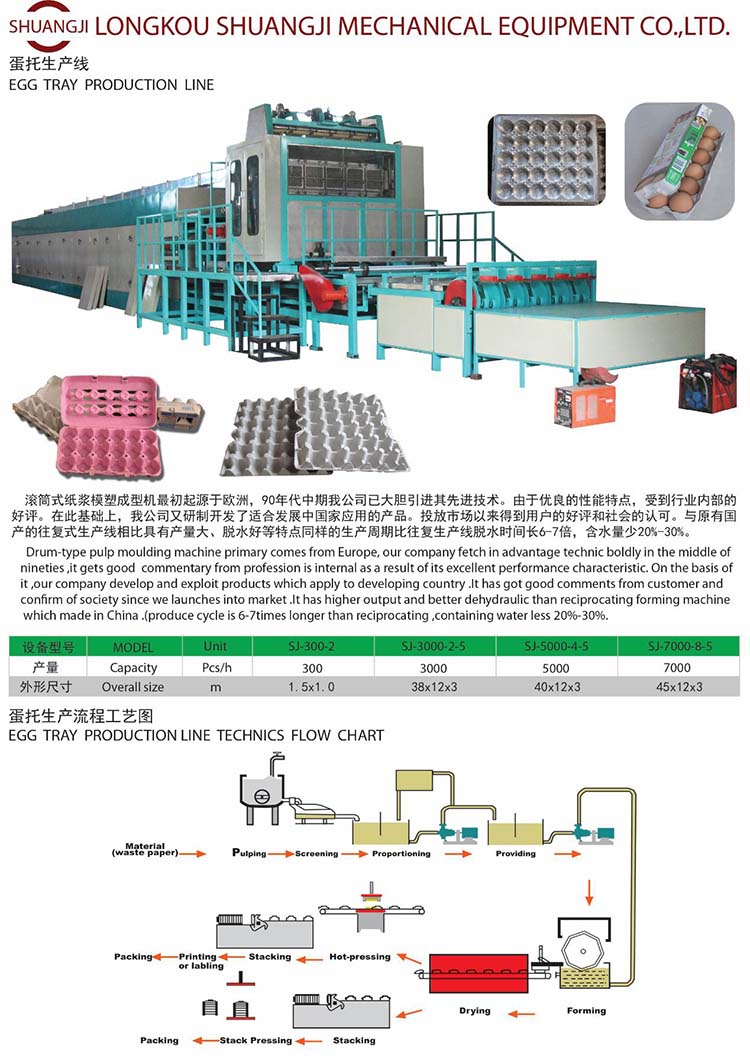 SHUANGJI LONGKOU SHUANGJI MECHANICAL EQUIPMENT CO.,LTD.
蛋托生产线
EGG TRAY PRODUCTION LINE
滚筒式纸浆模塑成型机最初起源于欧洲，90年代中期我公司已大胆引进其先进技术。由于优良的性能特点，受到行业内部的
好评。在此基础上，我公司又研制开发了适合发展中国家应用的产品。投放市场以来得到用户的好评和社会的认可。与原有国
产的往复式生产线相比具有产量大、脱水好等特点同样的生产周期比往复生产线脱水时间长6-7倍，含水量少20%-30%。
Drum-type pulp moulding machine primary comes from Europe, our company fetch in advantage technic boldly in the middle of
nineties ,it gets good commentary from profession is internal as a result of its excellent performance characteristic. On the basis of
it ,our company develop and exploit products which apply to developing country .It has got good comments from customer and
confirm of society since we launches into market .It has higher output and better dehydraulic than reciprocating forming machine
which made in China .(produce cycle is 6-7times longer than reciprocating ,containing water less 20%-30%.
设备型号 MODEL Unit SJ-300-2 SJ-3000-2-5 SJ-5000-4-5 SJ-7000-8-5
产量 Capacity Pcs/h 300 3000 5000 7000
外形尺寸 Overall size m 1.5x1.0 38x12x3 40x12x3 45x12x3
蛋托生产流程工艺图
EGG TRAY PRODUCTION LINE TECHNICS FLOW CHART
Material
(waste paper) Pulping Screening Proportioning Providing
Packing Printing or labling Stacking Hot-pressing
Drying Forming
Packing Stack Pressing Stacking